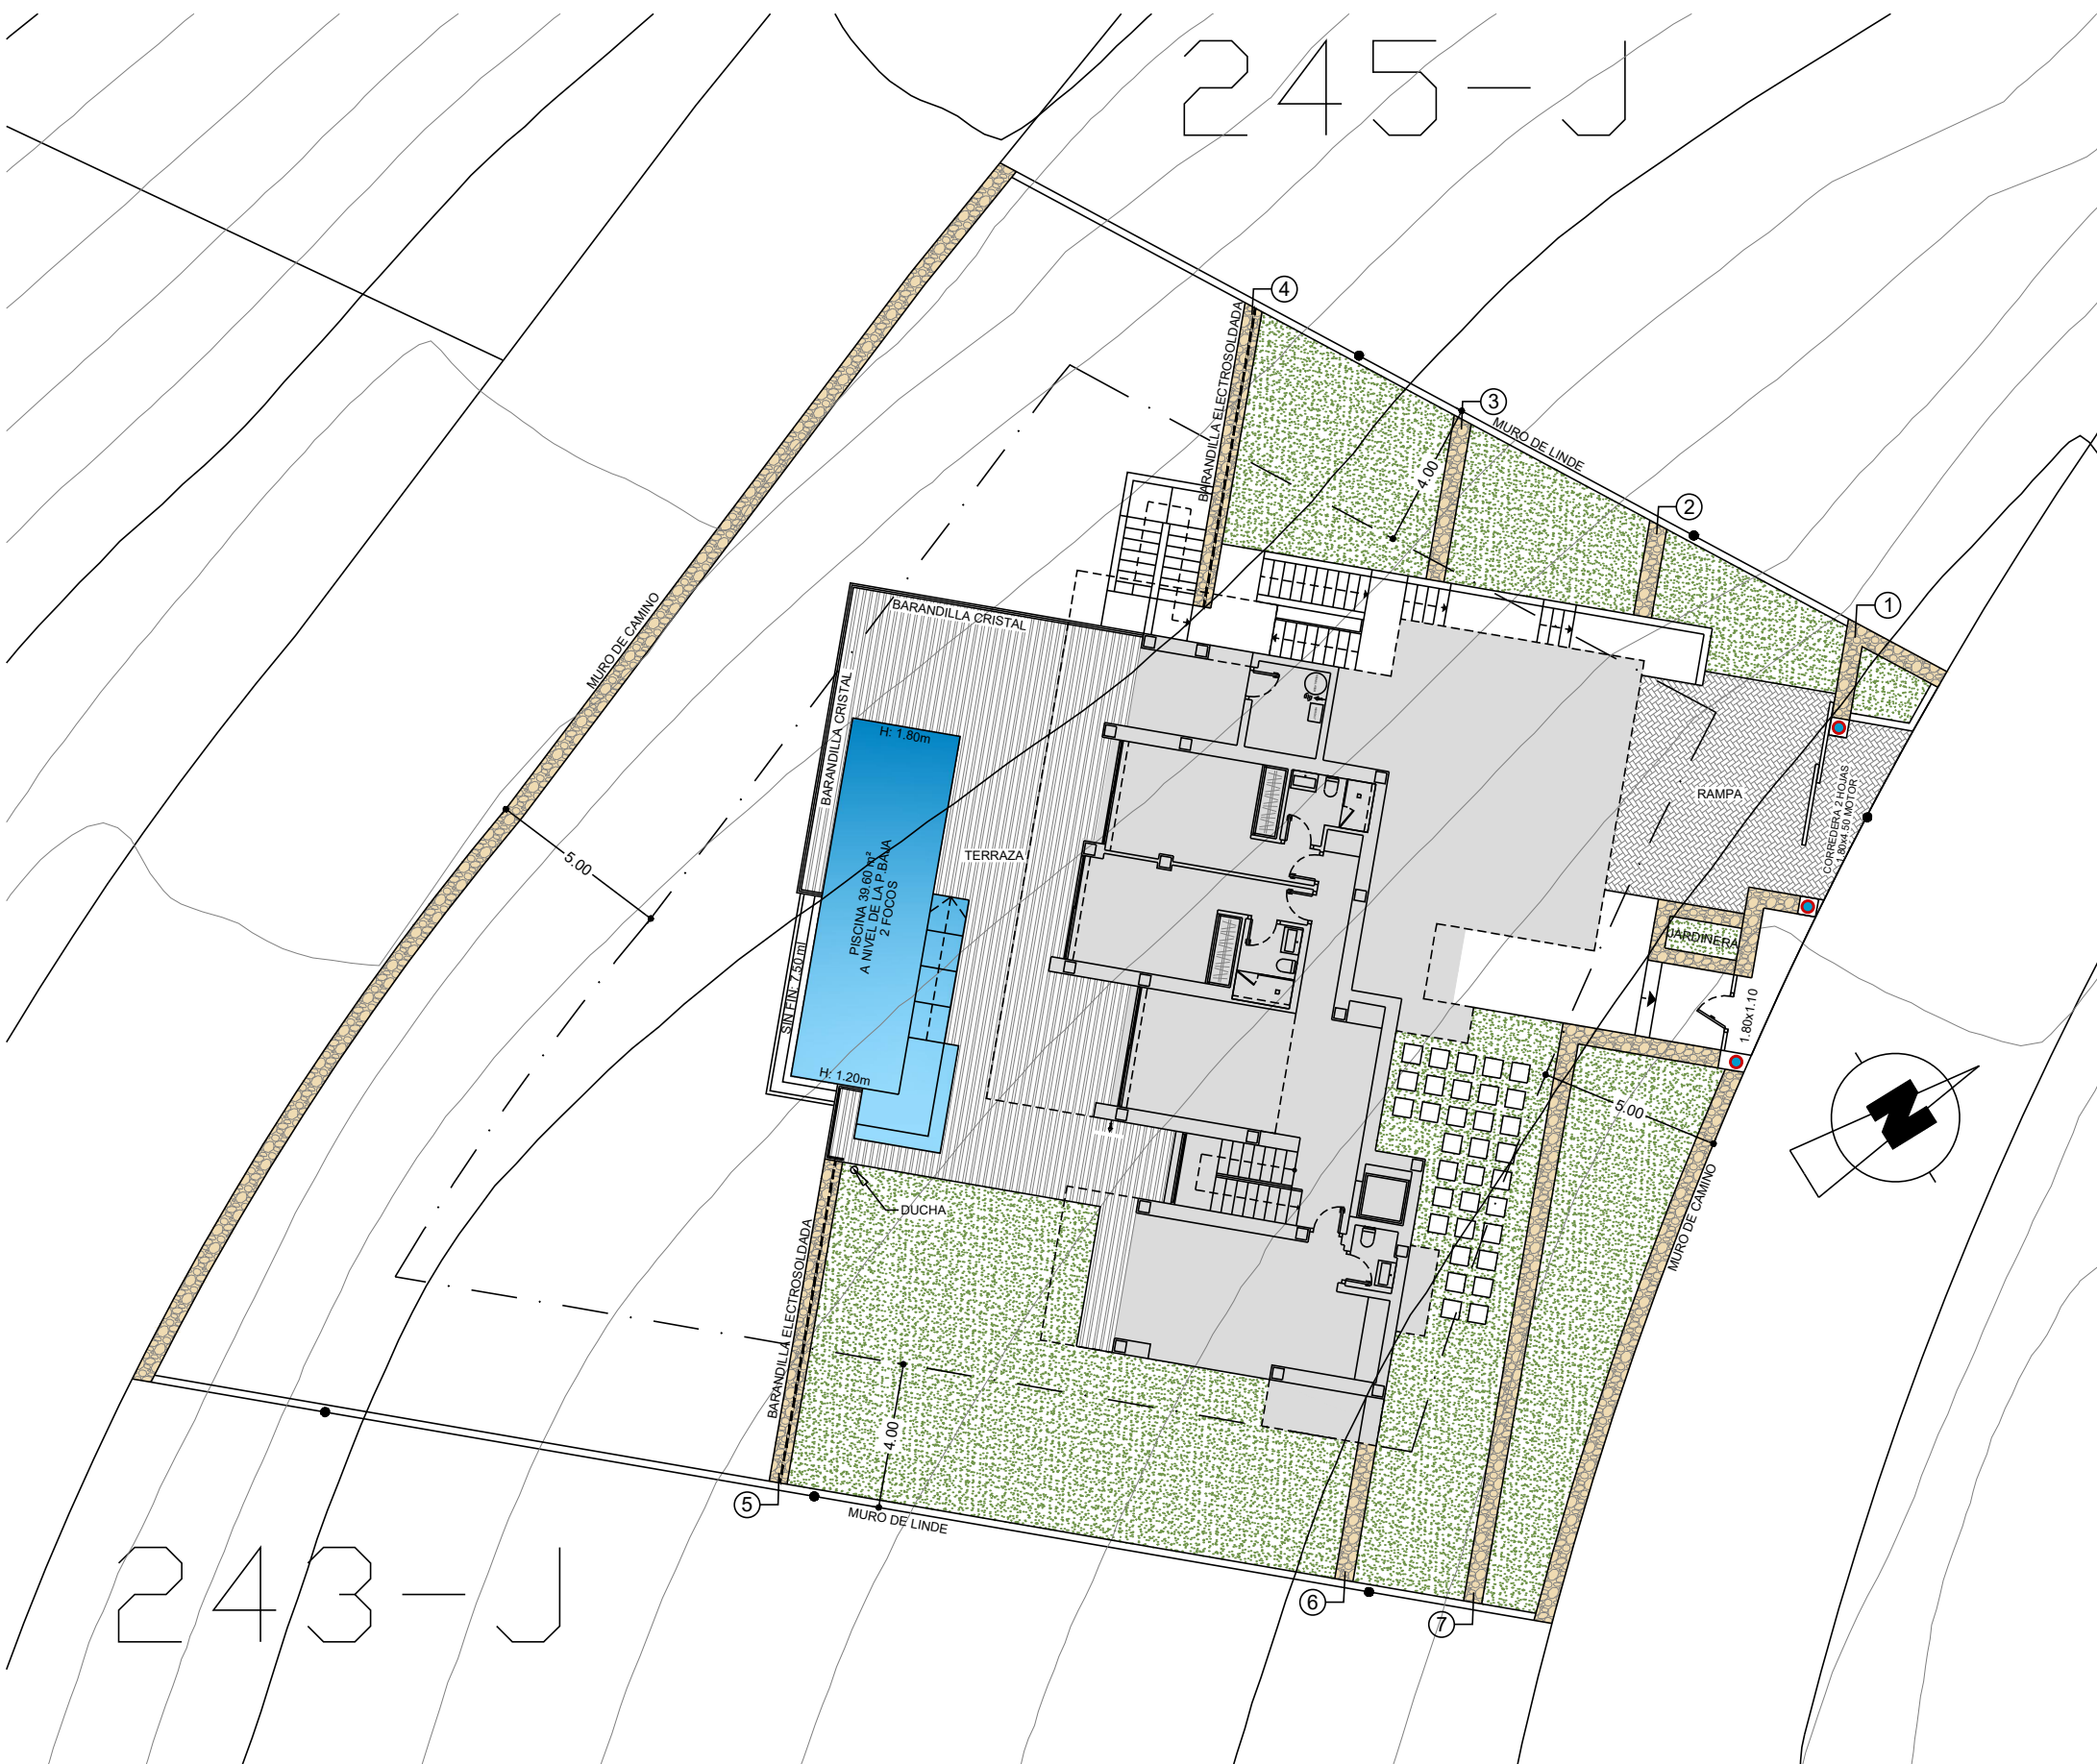 245-J
4
BARANDILLA ELECTROSOLDADA
3
MURO DE LINDE
4.00
2
1
MURO DE CAMINO
BARANDILLA CRISTAL
BARANDILLA CRISTAL
H: 1.80m
RAMPA
CORREDERA 2 HOJAS
1.80x4.50 MOTOR
5.00
TERRAZA
PISCINA 39.60 m²
A NIVEL DE LA P.BAJA
2 FOCOS
JARDINERA
SIN FIN: 7.50 ml
1.80x1.10
H: 1.20m
N
5.00
MURO DE CAMINO
DUCHA
BARANDILLA ELECTROSOLDADA
4.00
5
MURO DE LINDE
243-J
6
7